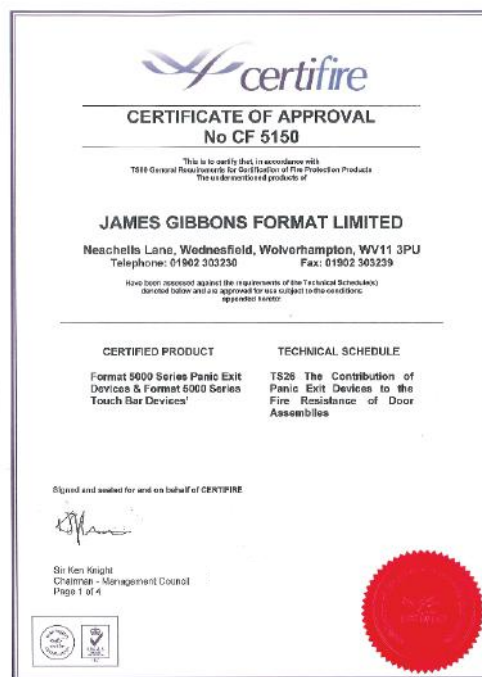 certifire
CERTIFICATE OF APPROVAL
No CF 5150
This is to certify that, in accordance with
TS00 General Requirements for Certification of Fire Protection Products
The undermentioned products of
JAMES GIBBONS FORMAT LIMITED
Neachells Lane, Wednesfield, Wolverhampton, WV11 3PU
Telephone: 01902 303230 Fax: 01902 303239
Have been assessed against the requirements of the Technical Schedule(s)
denoted below and are approved for use subject to the conditions
appended hereto:
CERTIFIED PRODUCT
TECHNICAL SCHEDULE
Format 5000 Series Panic Exit
Devices & Format 5000 Series
Touch Bar Devices'
TS26 The Contribution of
Panic Exit Devices to the
Fire Resistance of Door
Assemblies
Signed and sealed for and on behalf of CERTIFIRE
Sir Ken Knight
Chairman - Management Council
Page 1 of 4